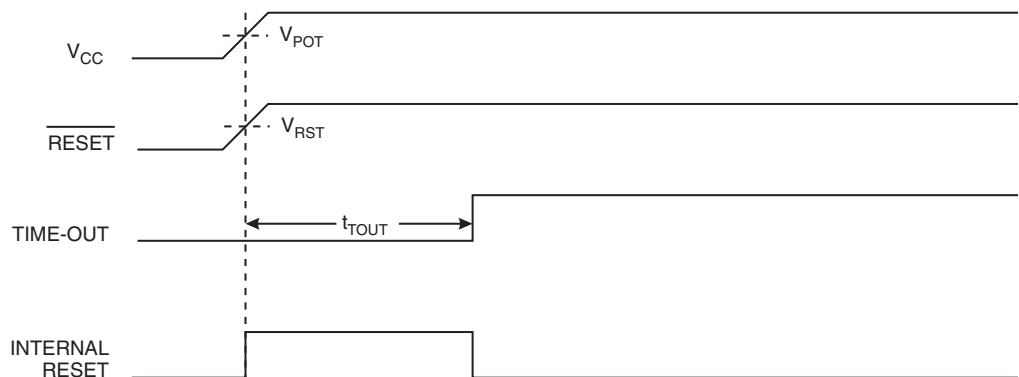 V_CC
V_POT
RESET
V_RST
TIME-OUT
t_TOUT
INTERNAL
RESET